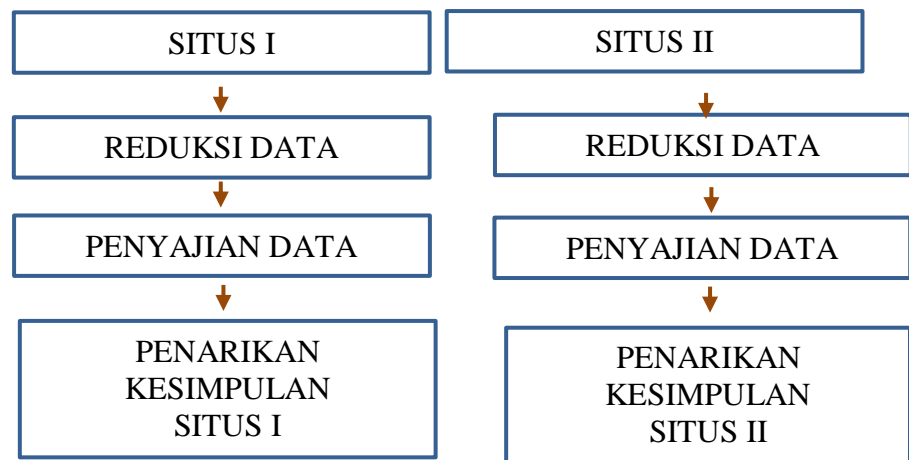 SITUS I
REDUKSI DATA
PENYAJIAN DATA
PENARIKAN
KESIMPULAN
SITUS I
SITUS II
REDUKSI DATA
PENYAJIAN DATA
PENARIKAN
KESIMPULAN
SITUS II